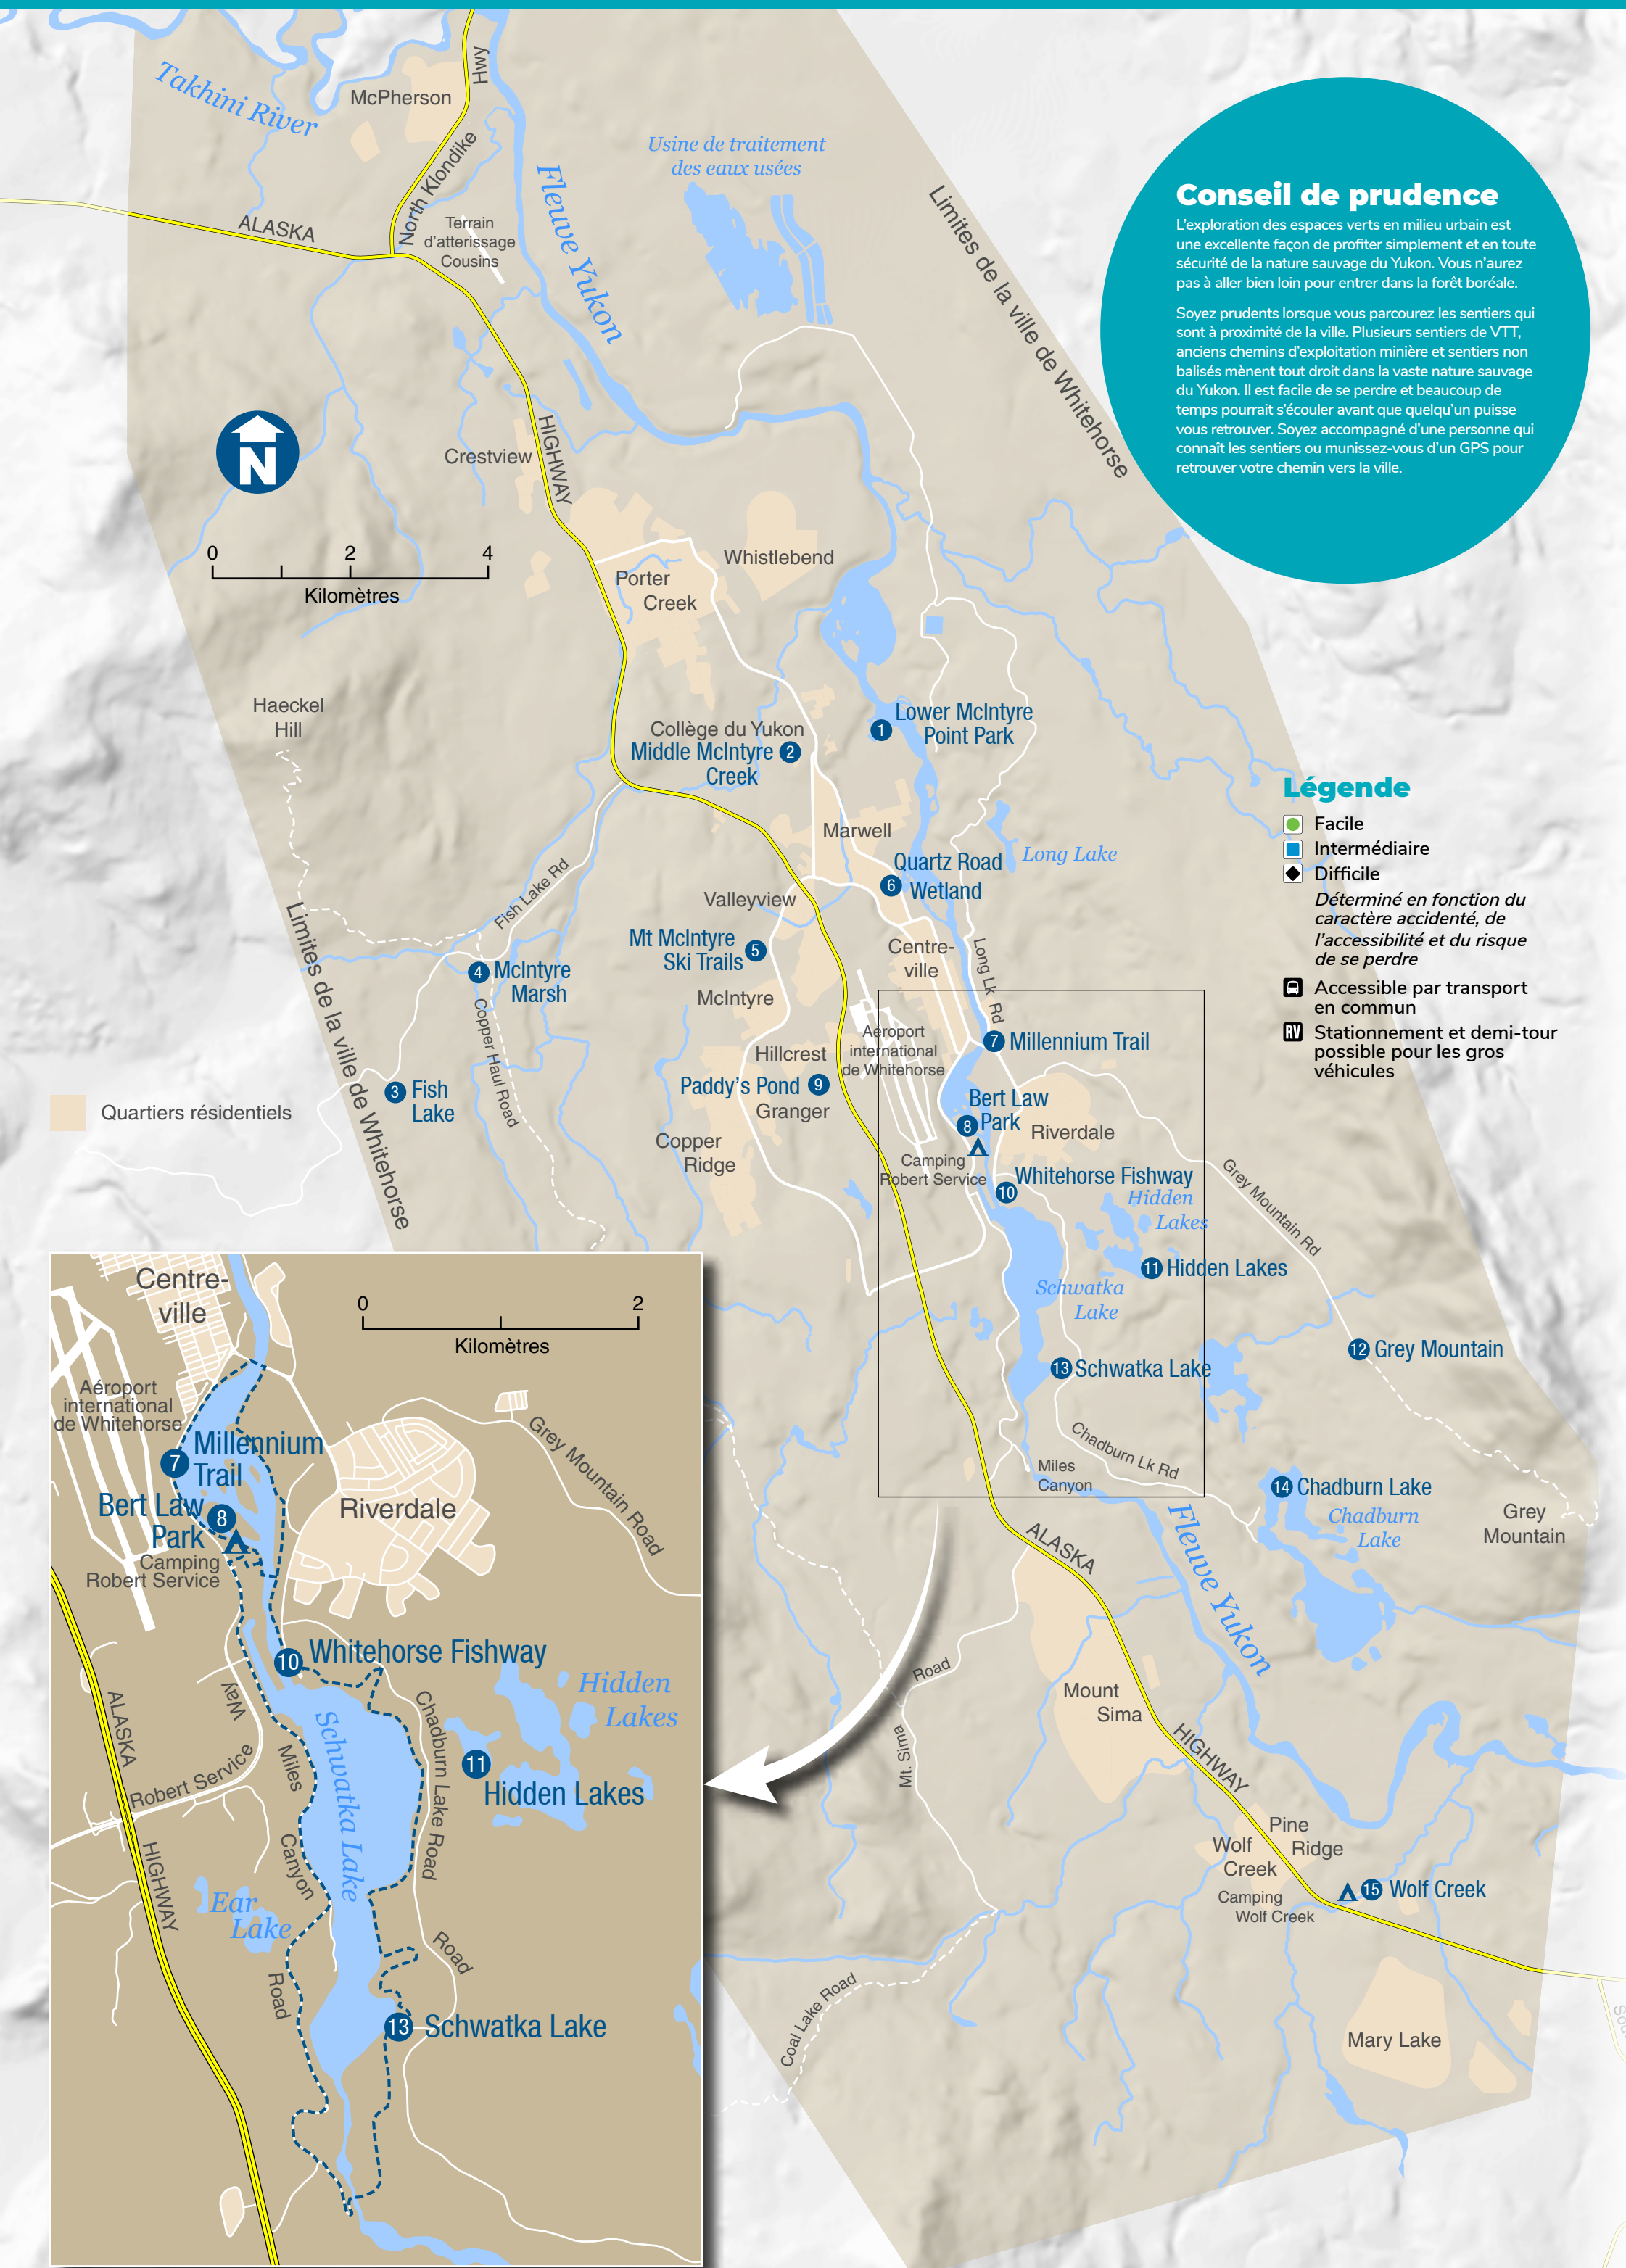 Takhini River
McPherson
Hwy
North Klondike
ALASKA
Terrain
d'atterissage
Cousins
Fleuve Yukon
Usine de traitement
des eaux usées
Limites de la ville de Whitehorse
Conseil de prudence
L'exploration des espaces verts en milieu urbain est
une excellente façon de profiter simplement et en toute
sécurité de la nature sauvage du Yukon. Vous n'aurez
pas à aller bien loin pour entrer dans la forêt boréale.
Soyez prudents lorsque vous parcourez les sentiers qui
sont à proximité de la ville. Plusieurs sentiers de VTT,
anciens chemins d'exploitation minière et sentiers non
balisés mènent tout droit dans la vaste nature sauvage
du Yukon. Il est facile de se perdre et beaucoup de
temps pourrait s'écouler avant que quelqu'un puisse
vous retrouver. Soyez accompagné d'une personne qui
connaît les sentiers ou munissez-vous d'un GPS pour
retrouver votre chemin vers la ville.
N
0 2 4
Kilomètres
Crestview
HIGHWAY
Porter
Creek
Whistlebend
Haeckel
Hill
Collège du Yukon
Middle McIntyre 2
Creek
1 Lower McIntyre
Point Park
Marwell
Long Lake
Quartz Road
6 Wetland
Valleyview
Fish Lake Rd
Mt McIntyre 5
Ski Trails
Centre-
ville
Long Lk Rd
4 McIntyre
Marsh
McIntyre
Copper Haul Road
Limites de la ville de Whitehorse
Aéroport
international
de Whitehorse
7 Millennium Trail
Hillcrest
Paddy's Pond 9
Granger
3 Fish
Lake
Copper
Ridge
Bert Law
8 Park
Riverdale
Camping
Robert Service
Whitehorse Fishway
10
Hidden
Lakes
11 Hidden Lakes
Grey Mountain Rd
Schwatka
Lake
12 Grey Mountain
13 Schwatka Lake
Chadburn Lk Rd
Miles
Canyon
14 Chadburn Lake
Chadburn
Lake
Grey
Mountain
ALASKA
Fleuve Yukon
Mt. Sima
Road
Mount
Sima
HIGHWAY
Pine
Ridge
Wolf
Creek
Camping
Wolf Creek
15 Wolf Creek
Coal Lake Road
Mary Lake
Légende
Facile
Intermédiaire
Difficile
Déterminé en fonction du
caractère accidenté, de
l'accessibilité et du risque
de se perdre
Accessible par transport
en commun
RV Stationnement et demi-tour
possible pour les gros
véhicules
Quartiers résidentiels
Centre-
ville
0 2
Kilomètres
Aéroport
international
de Whitehorse
7 Millennium
Trail
Bert Law 8
Park
Camping
Robert Service
Riverdale
Grey Mountain Road
10 Whitehorse Fishway
Hidden
Lakes
11
Hidden Lakes
Chadburn Lake Road
Road
Schwatka Lake
ALASKA
HIGHWAY
Robert Service
Way
Miles
Canyon
Road
Ear
Lake
13 Schwatka Lake